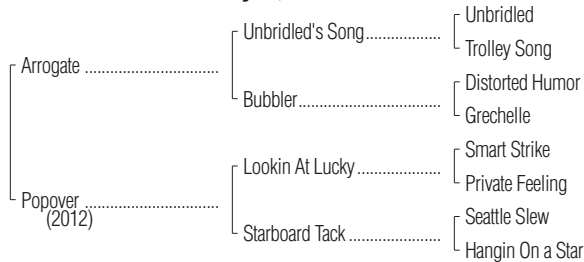 Unbridled
Unbridled's Song..................
Trolley Song
Arrogate ................................
Distorted Humor
Bubbler..................................
Grechelle
Smart Strike
Lookin At Lucky....................
Private Feeling
Popover ................................
(2012)
Seattle Slew
Starboard Tack ......................
Hangin On a Star